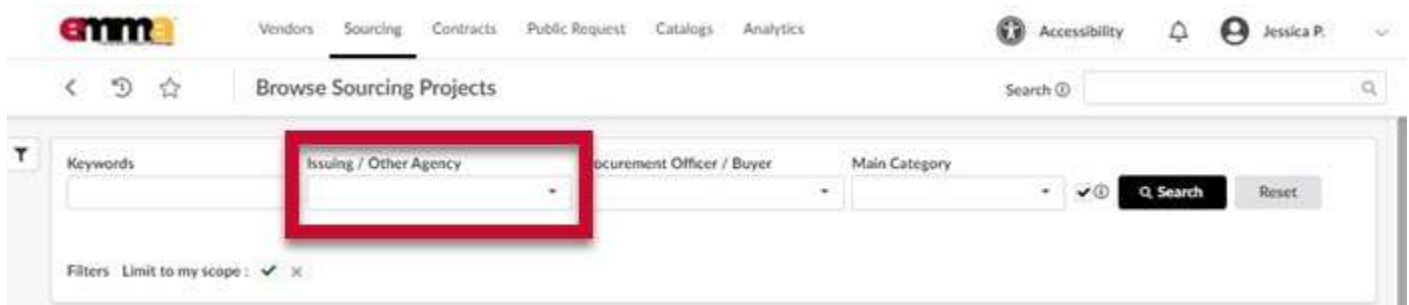 emma Vendors Sourcing Contracts Public Request Catalogs Analytics Accessibility Jessica P.
Browse Sourcing Projects Search
Keywords Issuing / Other Agency ocurement Officer / Buyer Main Category
Search Reset
Filters Limit to my scope :